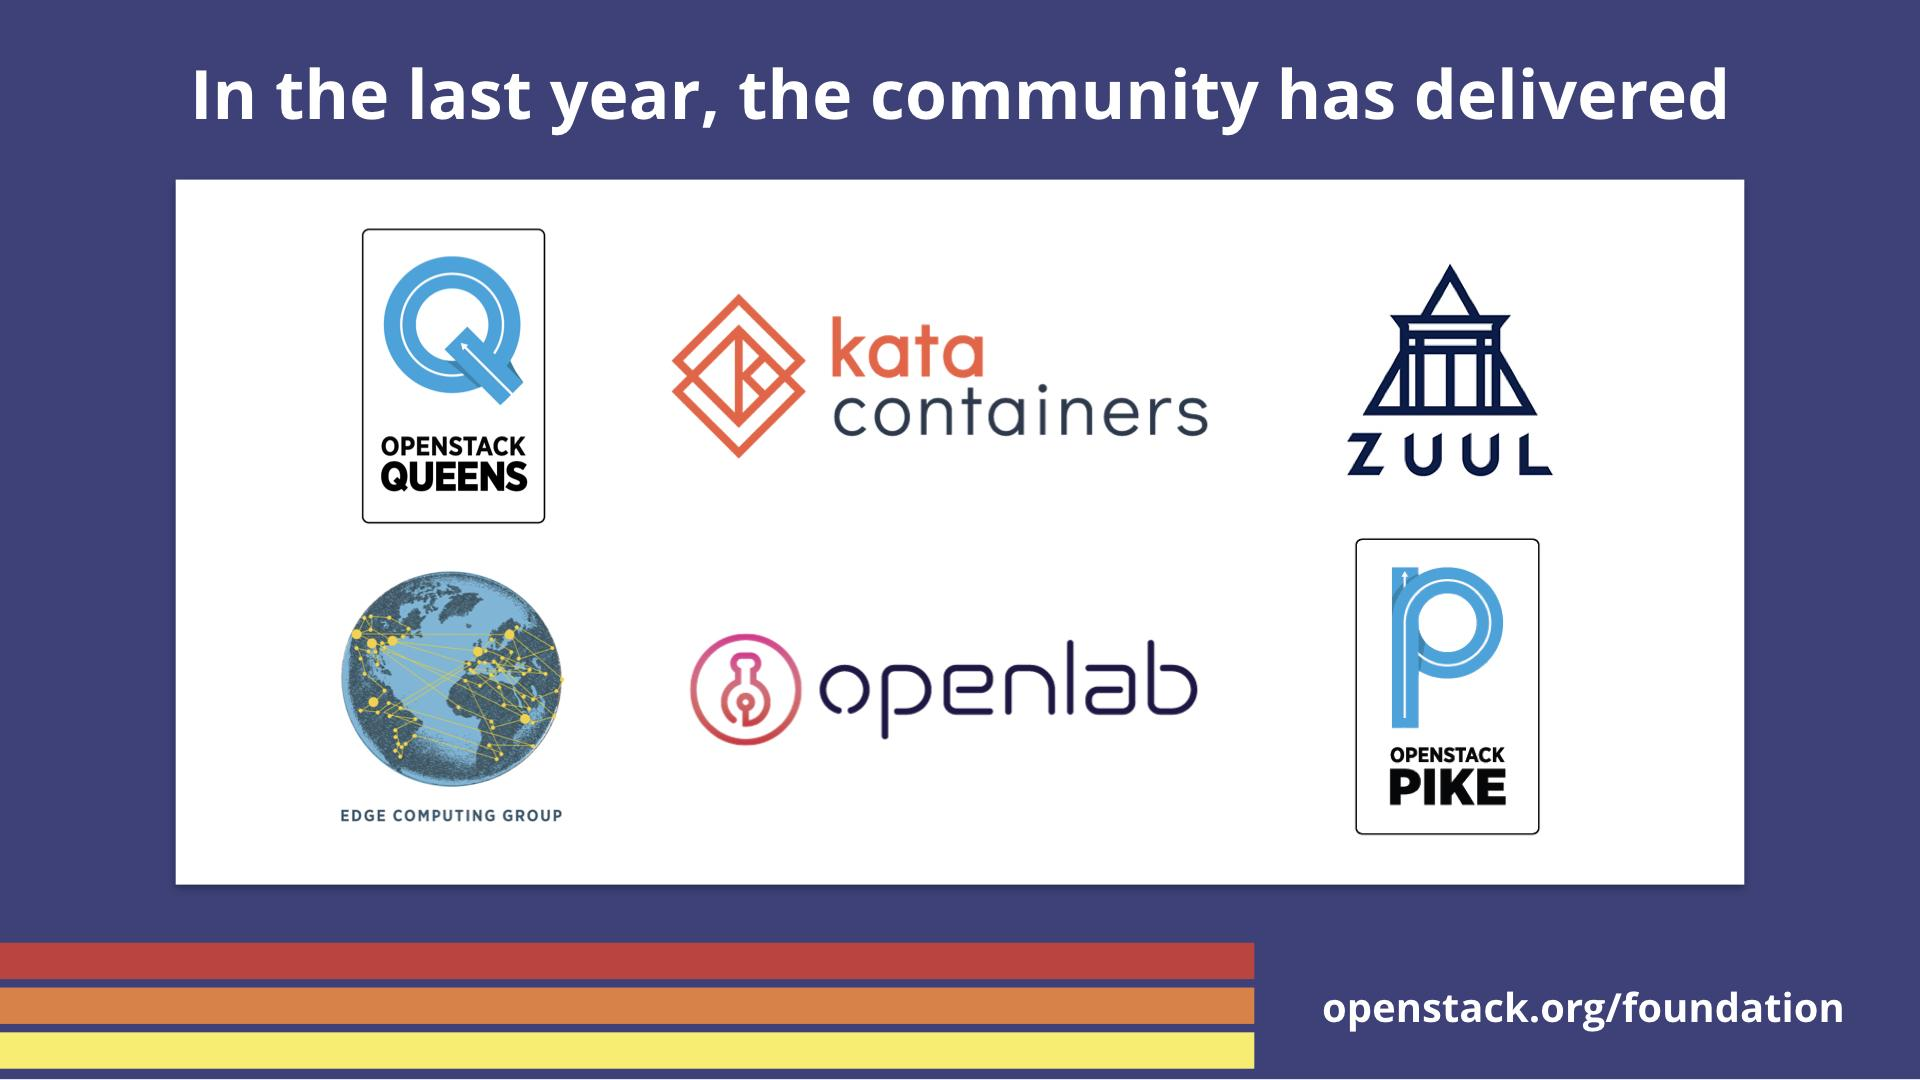 In the last year, the community has delivered
OPENSTACK
QUEENS
kata
containers
ZUUL
EDGE COMPUTING GROUP
openlab
OPENSTACK
PIKE
openstack.org/foundation